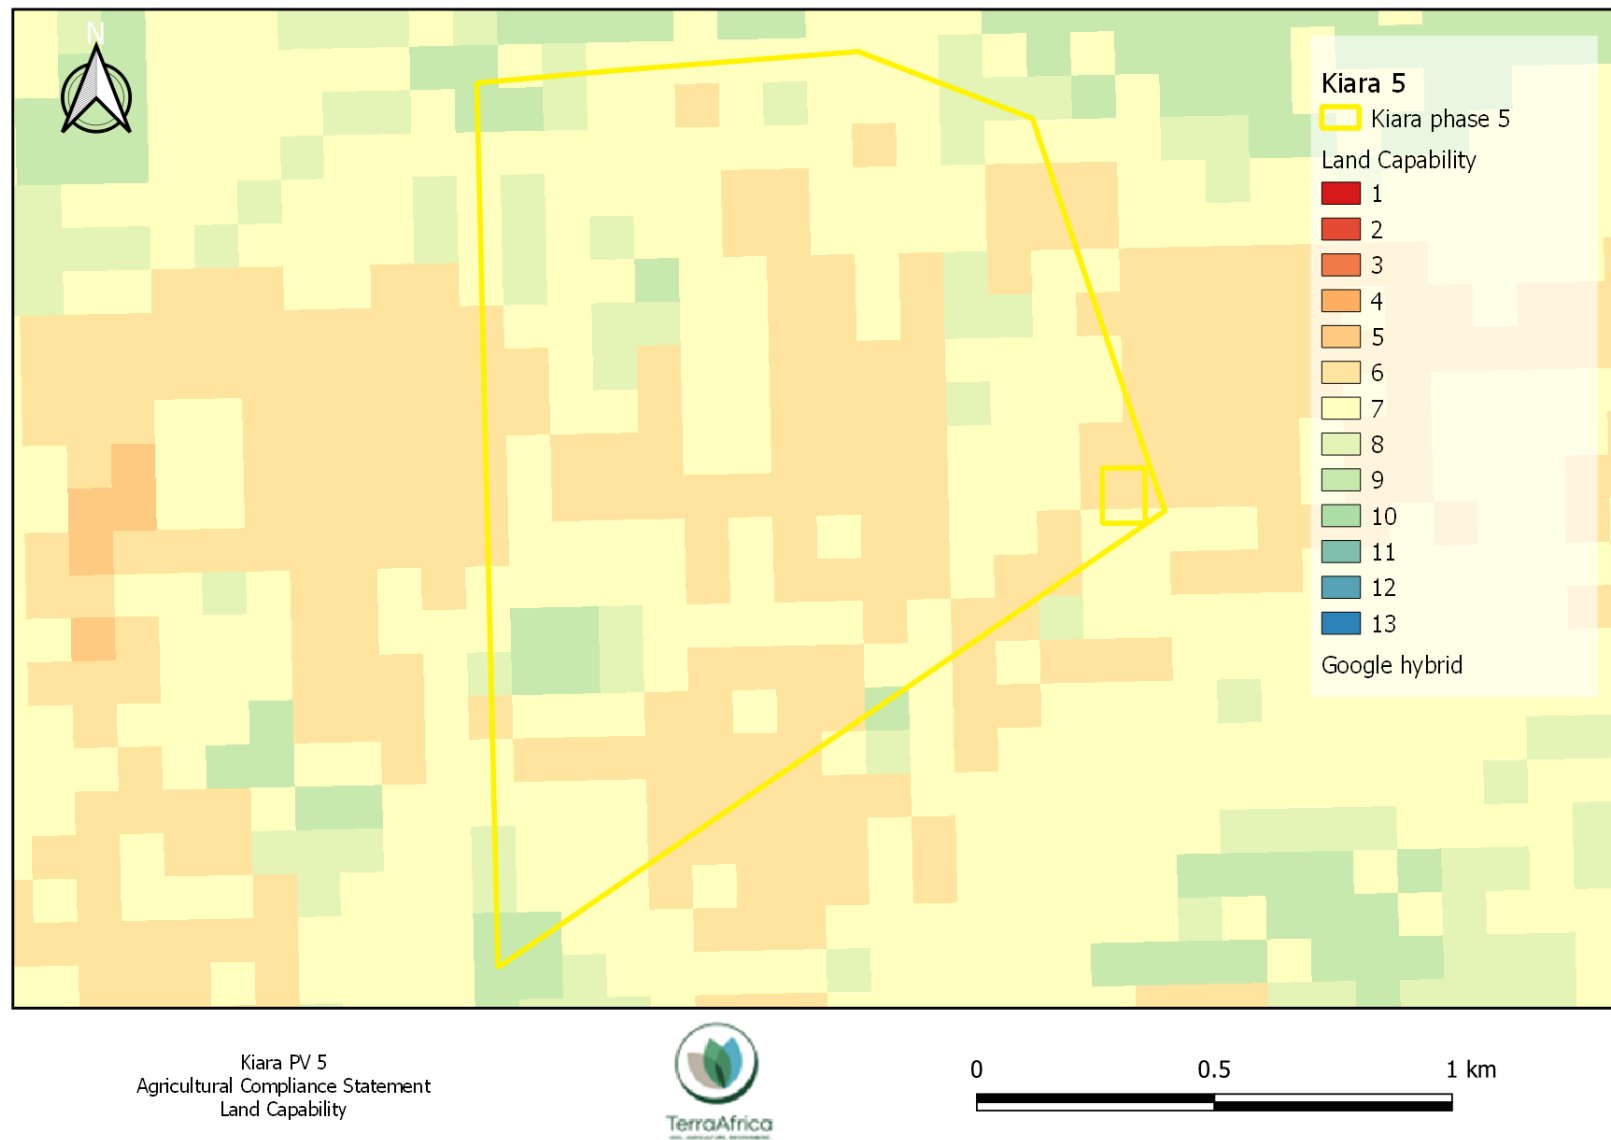 N
Kiara 5
Kiara phase 5
Land Capability
1
2
3
4
5
6
7
8
9
10
11
12
13
Google hybrid
Kiara PV 5
Agricultural Compliance Statement
Land Capability
TerraAfrica
0 0.5 1 km